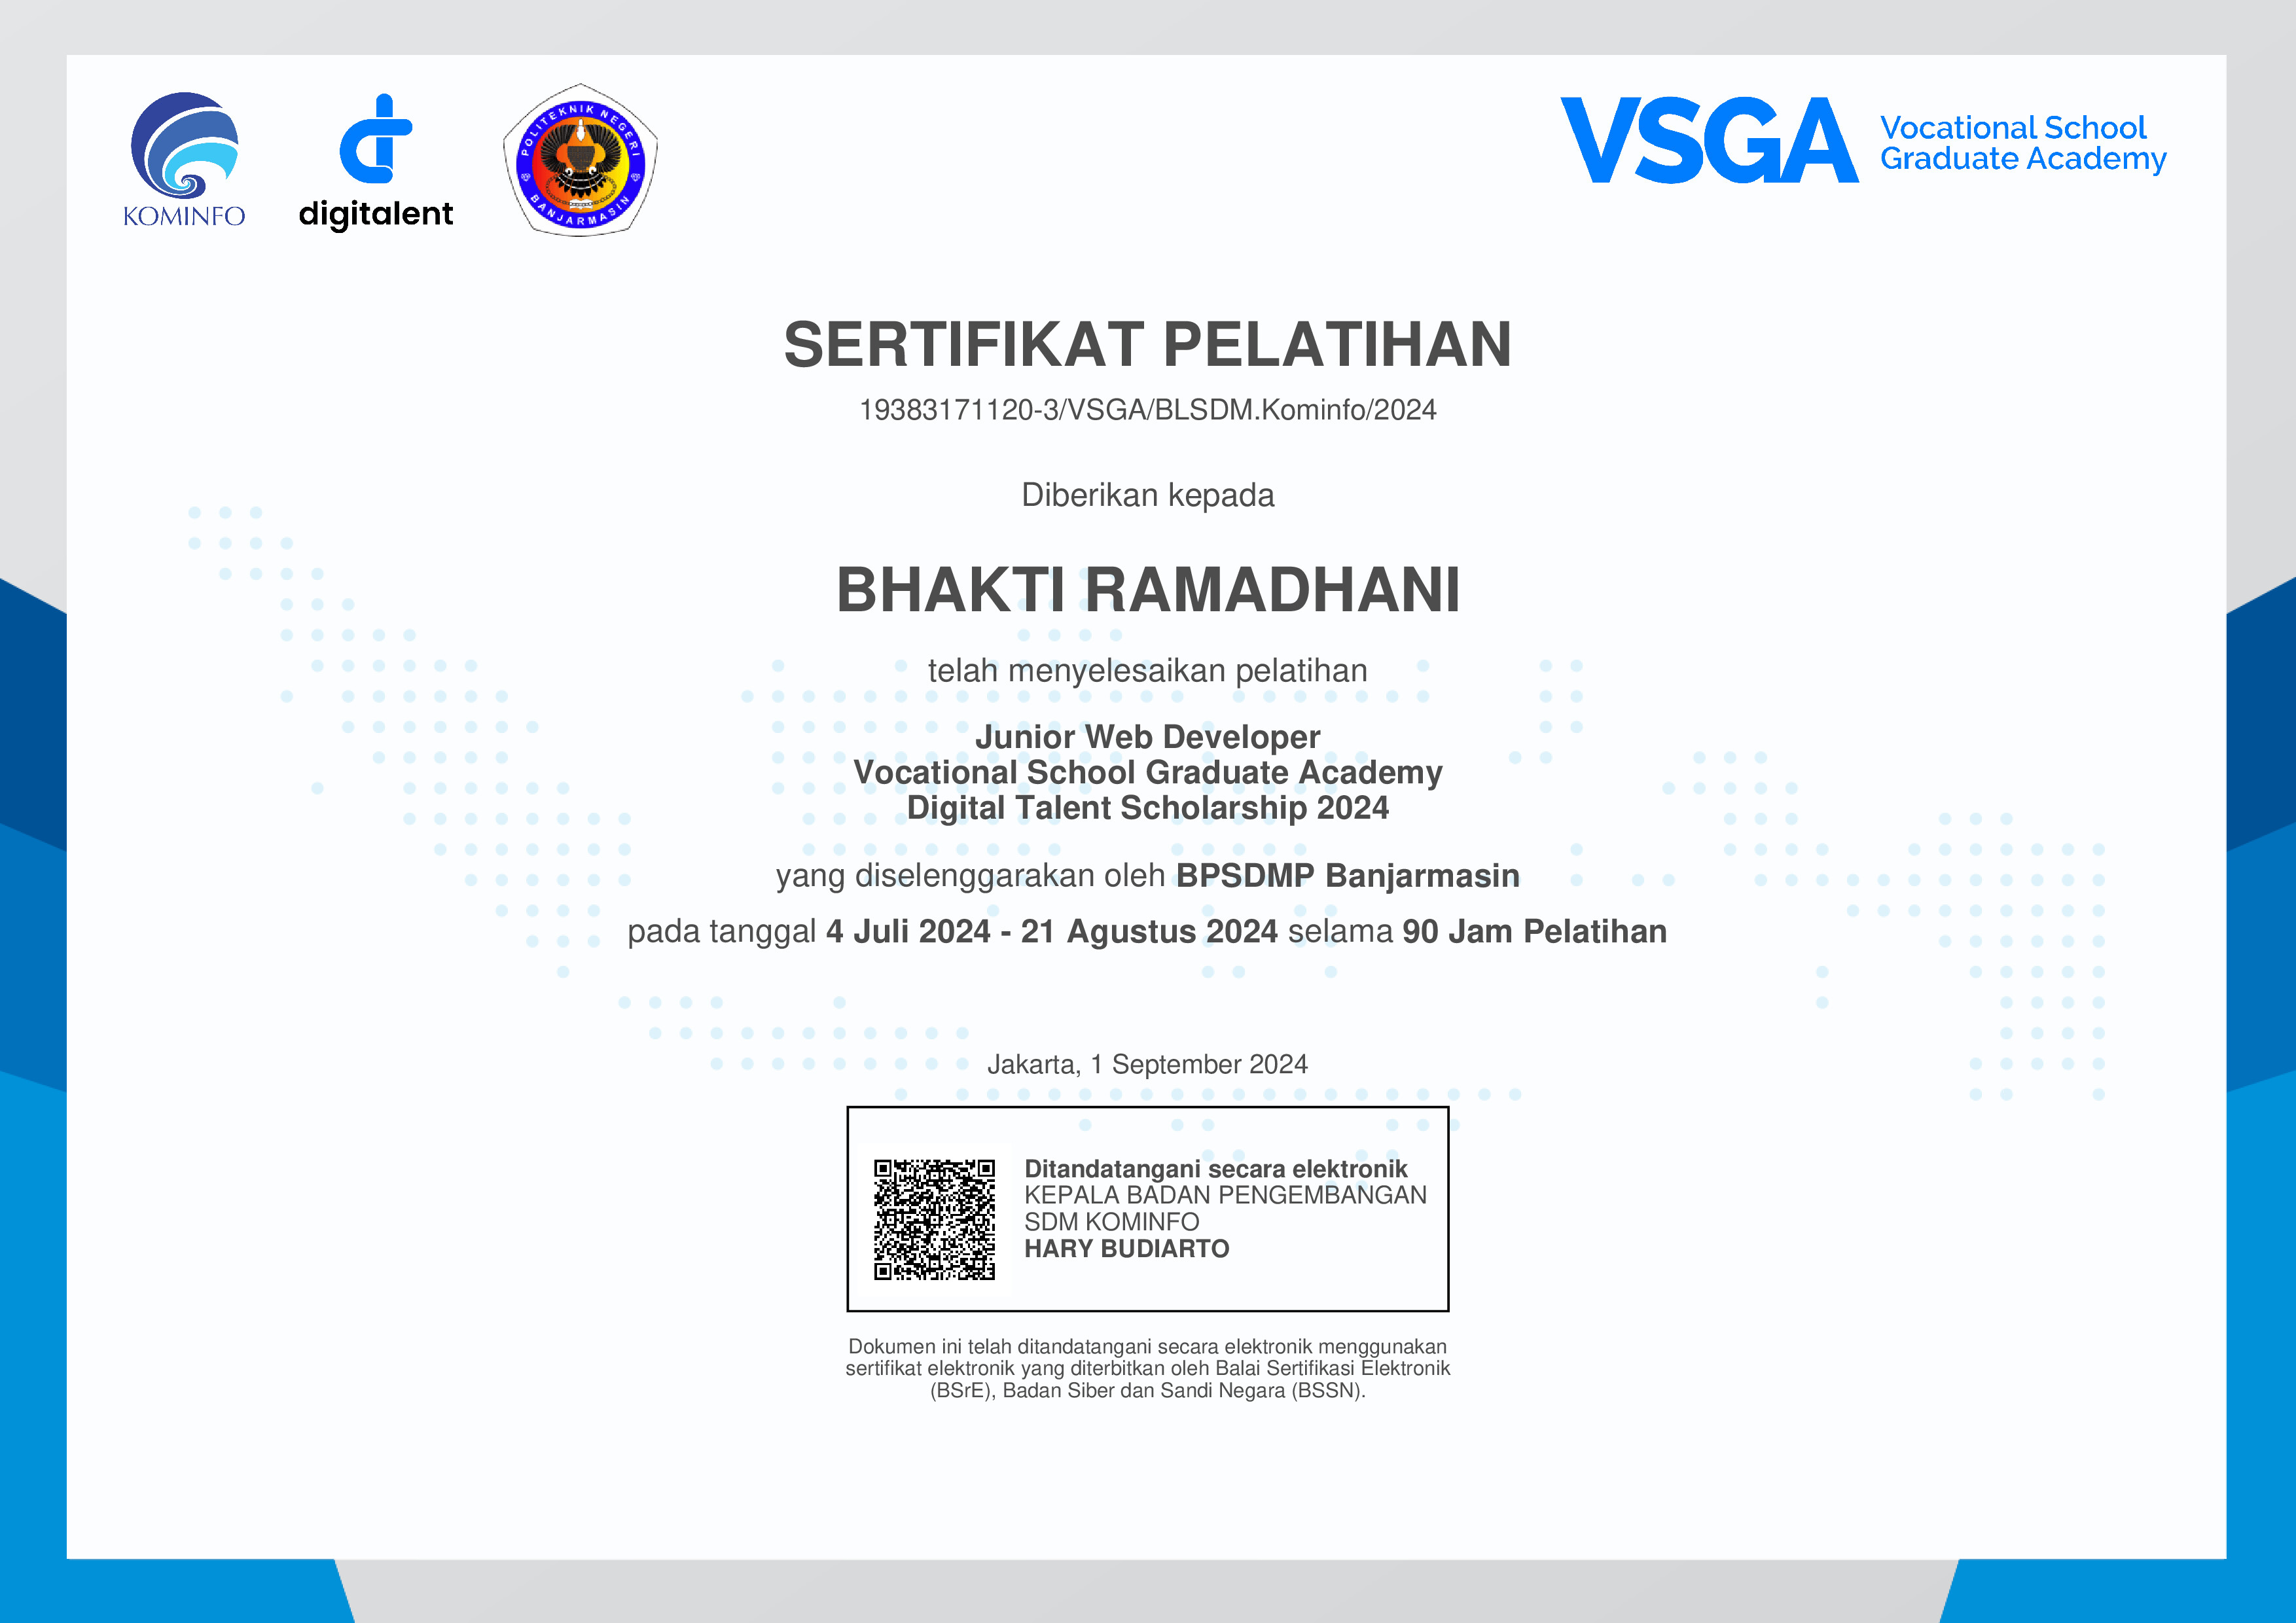 KOMINFO
digitalent
POLITEKNIK NEGERI
BANJARMASIN
VSGA
Vocational School
Graduate Academy
SERTIFIKAT PELATIHAN
19383171120-3/VSGA/BLSDM.Kominfo/2024
Diberikan kepada
BHAKTI RAMADHANI
telah menyelesaikan pelatihan
Junior Web Developer
Vocational School Graduate Academy
Digital Talent Scholarship 2024
yang diselenggarakan oleh BPSDMP Banjarmasin
pada tanggal 4 Juli 2024 - 21 Agustus 2024 selama 90 Jam Pelatihan
Jakarta, 1 September 2024
Ditandatangani secara elektronik
KEPALA BADAN PENGEMBANGAN
SDM KOMINFO
HARY BUDIARTO
Dokumen ini telah ditandatangani secara elektronik menggunakan
sertifikat elektronik yang diterbitkan oleh Balai Sertifikasi Elektronik
(BSrE), Badan Siber dan Sandi Negara (BSSN).